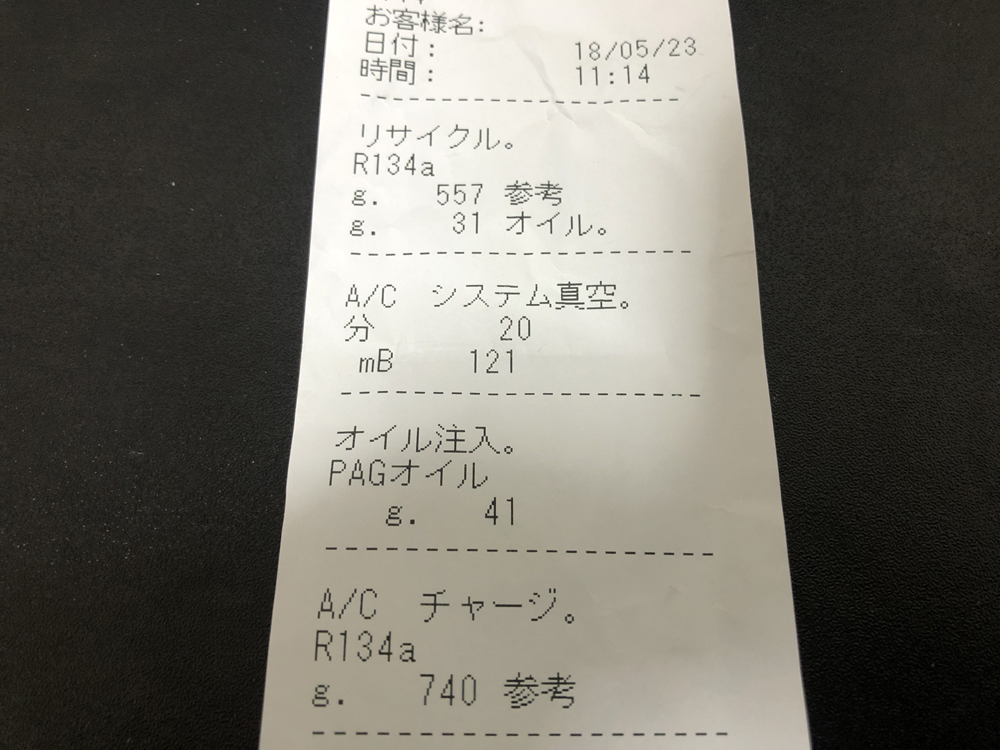 お客様名:
日付: 18/05/23
時間: 11:14
--------------------
リサイクル。
R134a
g. 557 参考
g. 31 オイル。
--------------------
A/C システム真空。
分 20
mB 121
--------------------
オイル注入。
PAGオイル
g. 41
--------------------
A/C チャージ。
R134a
g. 740 参考
--------------------